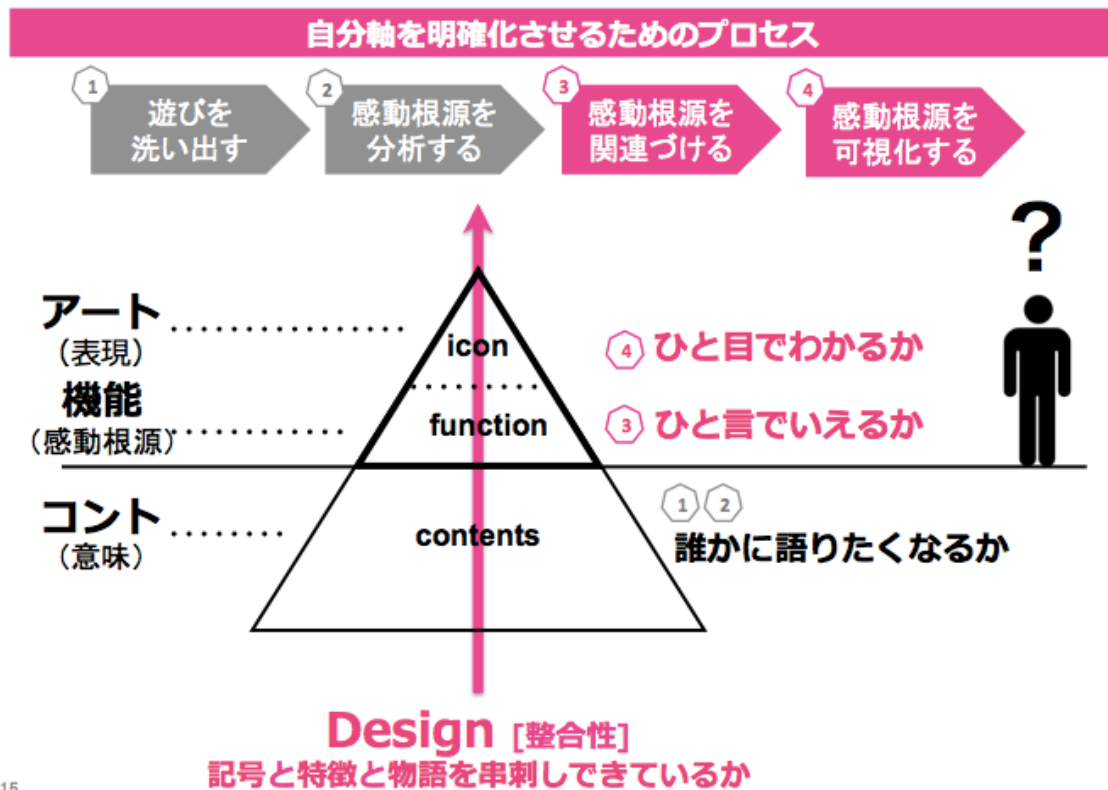 自分軸を明確化させるためのプロセス
1
遊びを
洗い出す
2
感動根源を
分析する
3
感動根源を
関連づける
4
感動根源を
可視化する
?
アート
（表現）
icon
4 ひと目でわかるか
機能
（感動根源）
function
3 ひと言でいえるか
コント
（意味）
contents
1 2
誰かに語りたくなるか
Design [整合性]
記号と特徴と物語を串刺しできているか
15